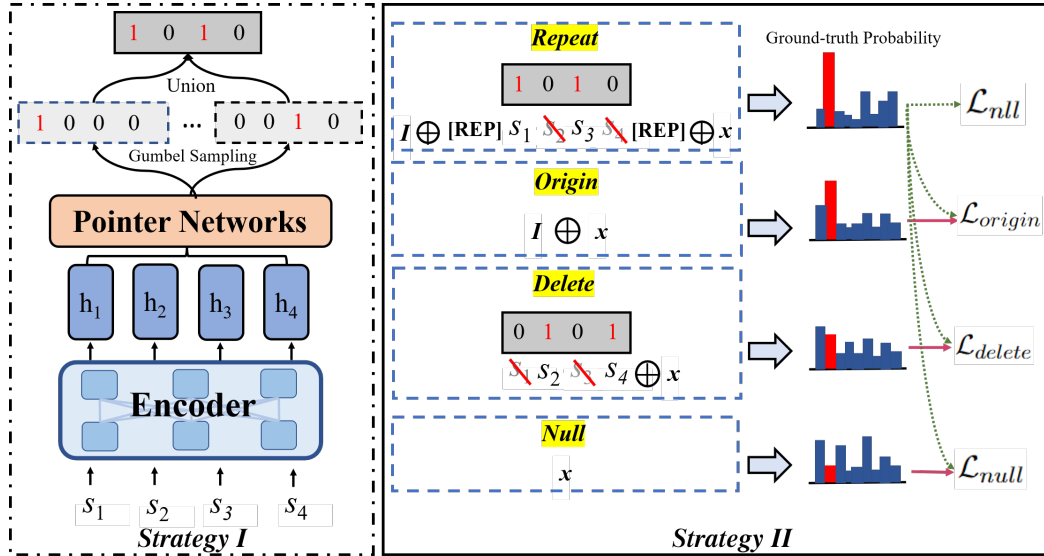 1 0 1 0
Union
1 0 0 0 ... 0 0 1 0
Gumbel Sampling
Pointer Networks
h1 h2 h3 h4
Encoder
s1 s2 s3 s4
Strategy I
Repeat
1 0 1 0
I ⊕ [REP] s1 s2 s3 s4 [REP] ⊕ x
Origin
I ⊕ x
Delete
0 1 0 1
s1 s2 s3 s4 ⊕ x
Null
x
Ground-truth Probability
ℒnll
ℒorigin
ℒdelete
ℒnull
Strategy II